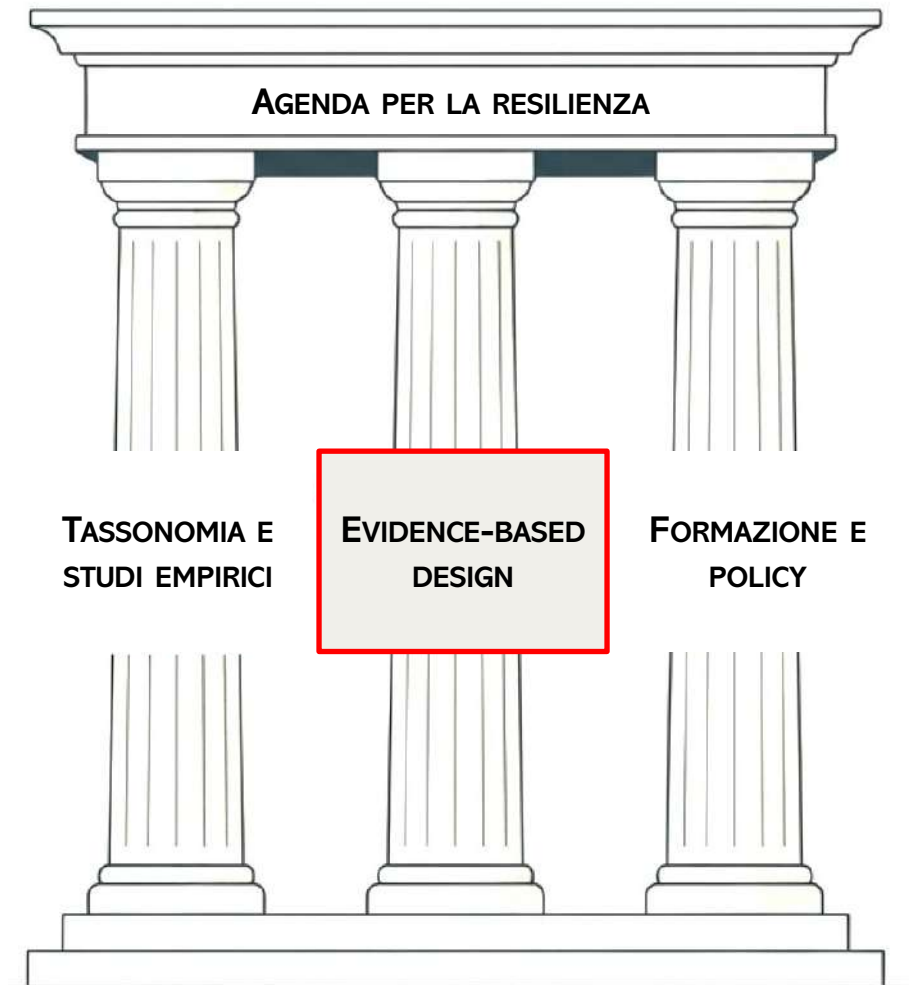 AGENDA PER LA RESILIENZA
TASSONOMIA E
STUDI EMPIRICI
EVIDENCE-BASED
DESIGN
FORMAZIONE E
POLICY